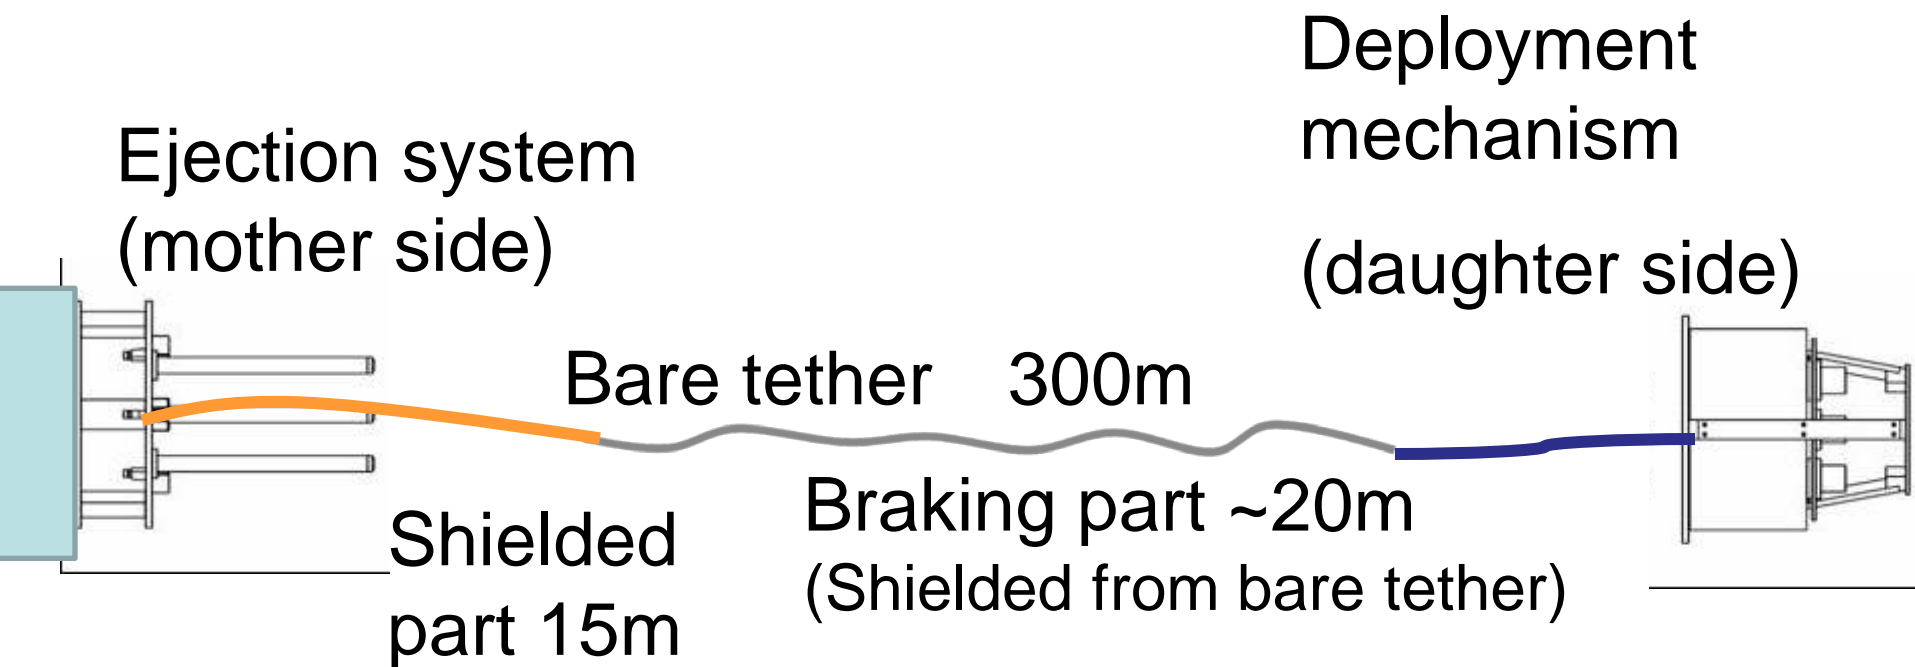 Deployment
mechanism
(daughter side)
Ejection system
(mother side)
Bare tether 300m
Braking part ~20m
(Shielded from bare tether)
Shielded
part 15m